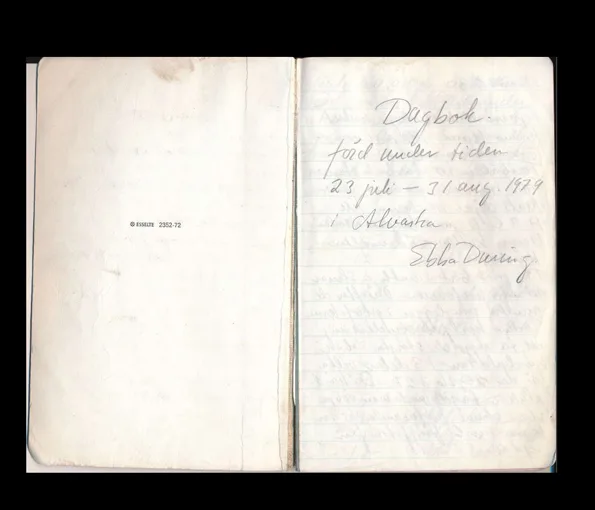 © ESSELTE 2352-72
Dagbok.
förd under tiden
23 juli – 31 aug. 1979
i Alvastra
Ebba During